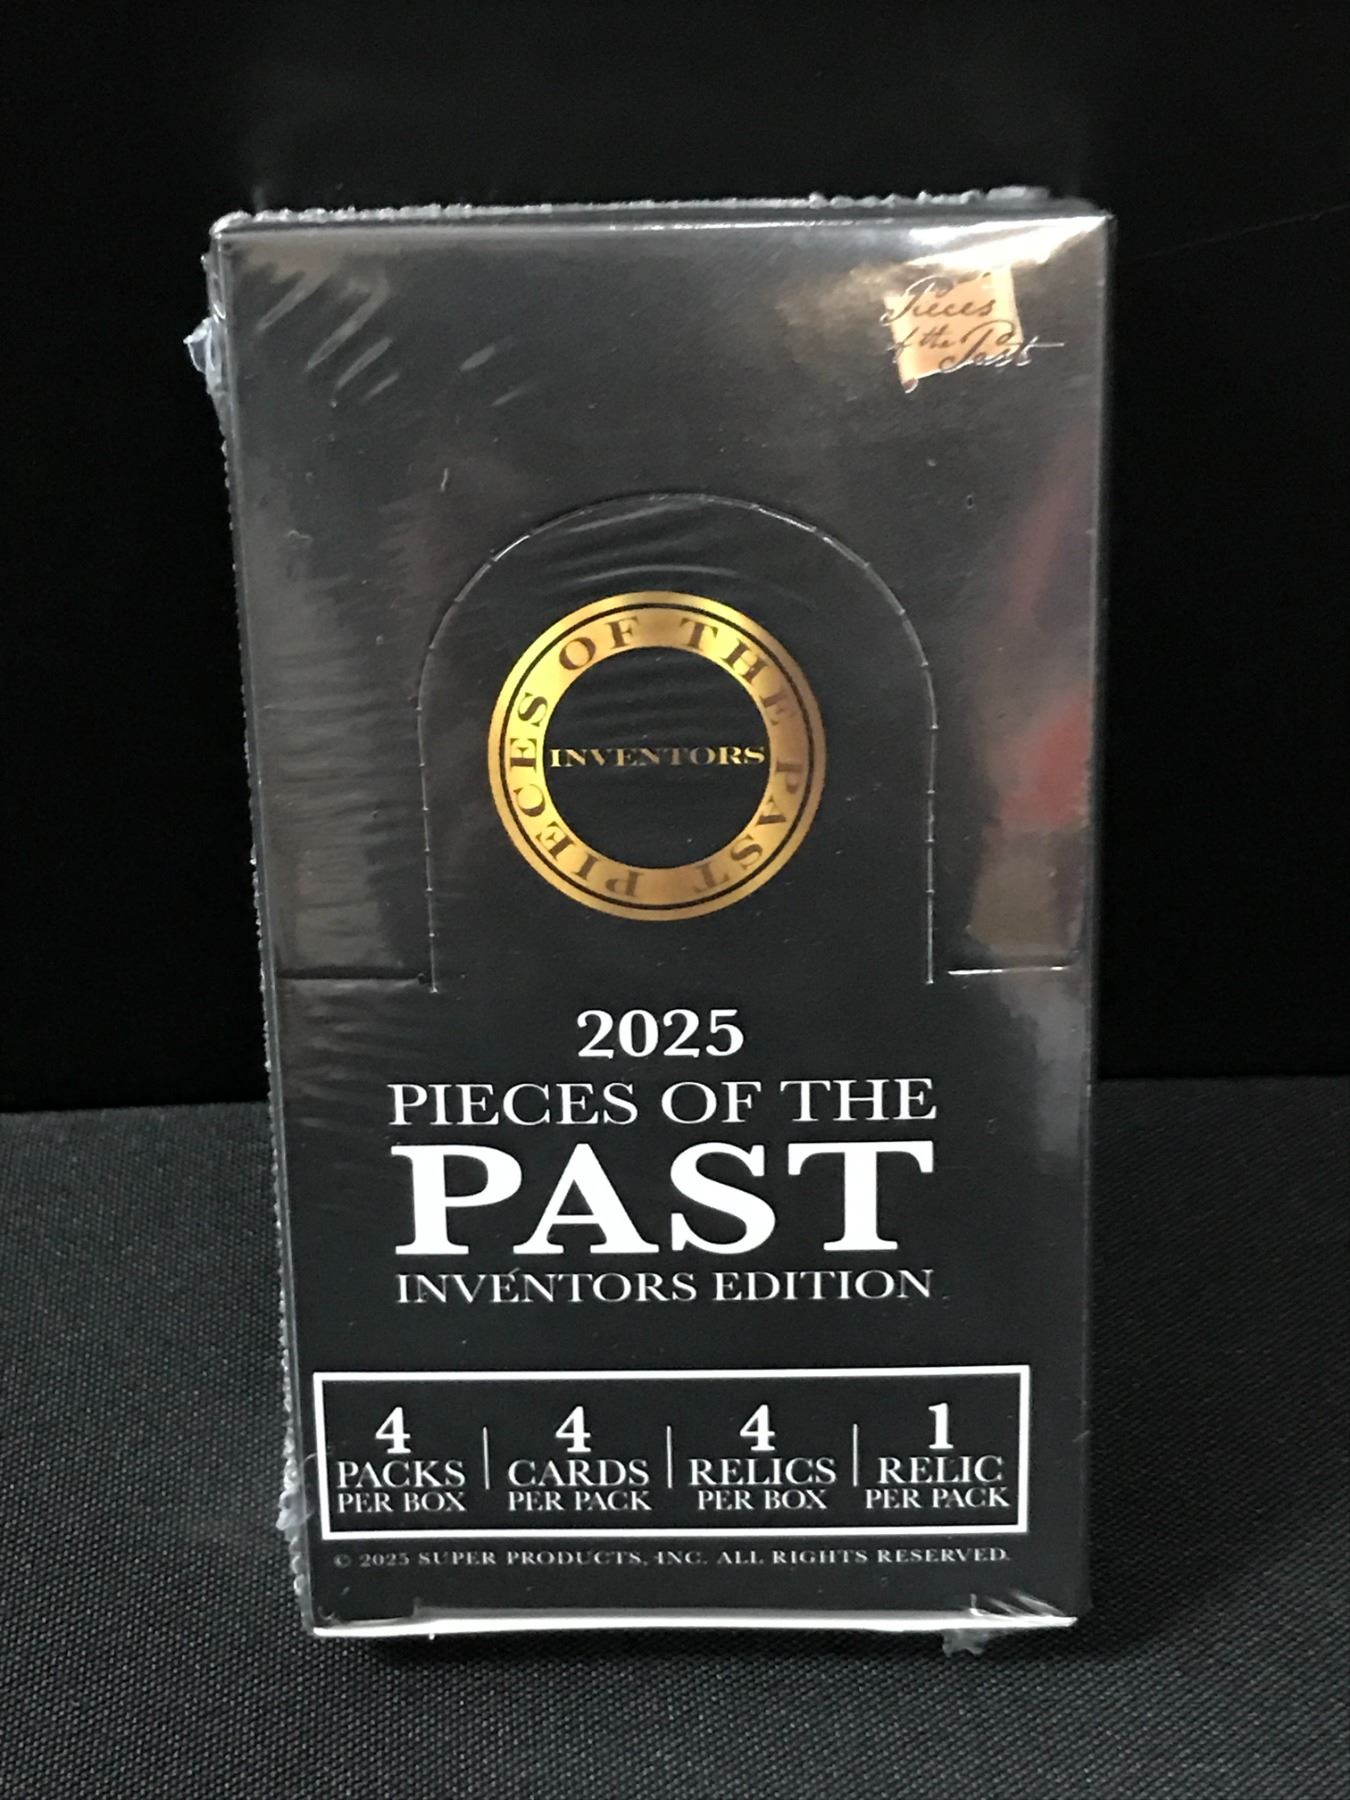 Pieces
of the Past
PIECES OF THE PAST
INVENTORS
2025
PIECES OF THE
PAST
INVENTORS EDITION
4 PACKS PER BOX
4 CARDS PER PACK
4 RELICS PER BOX
1 RELIC PER PACK
© 2025 SUPER PRODUCTS, INC. ALL RIGHTS RESERVED.